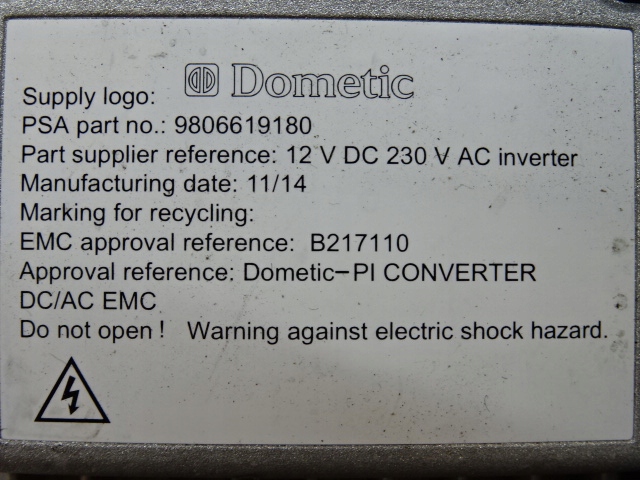 Supply logo: Dometic
PSA part no.: 9806619180
Part supplier reference: 12 V DC 230 V AC inverter
Manufacturing date: 11/14
Marking for recycling:
EMC approval reference: B217110
Approval reference: Dometic–PI CONVERTER
DC/AC EMC
Do not open ! Warning against electric shock hazard.